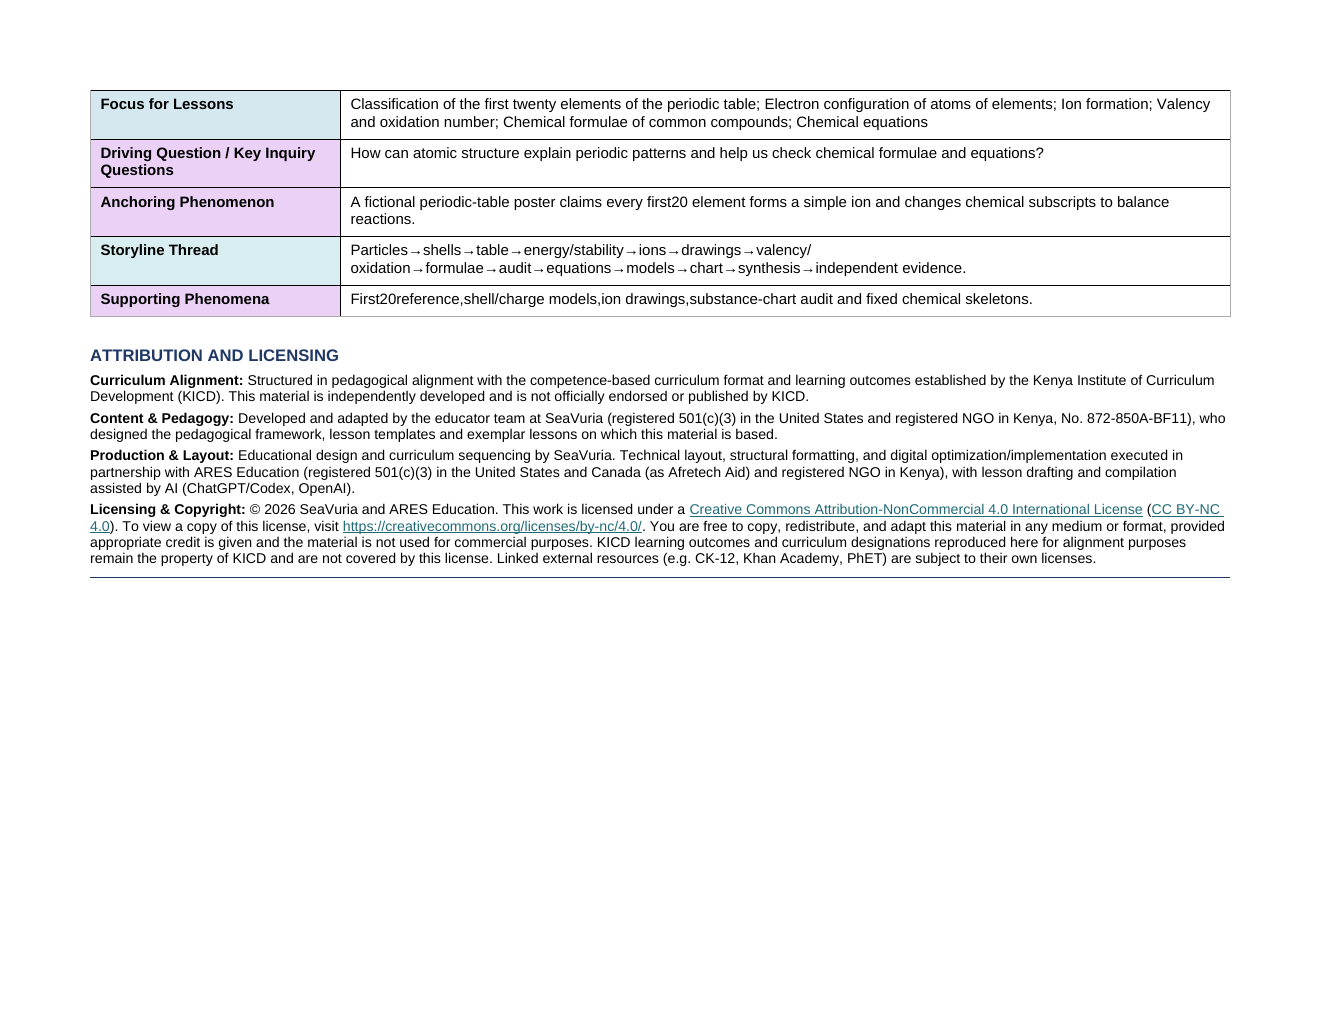 Focus for Lessons
Classification of the first twenty elements of the periodic table; Electron configuration of atoms of elements; Ion formation; Valency
and oxidation number; Chemical formulae of common compounds; Chemical equations
Driving Question / Key Inquiry
Questions
How can atomic structure explain periodic patterns and help us check chemical formulae and equations?
Anchoring Phenomenon
A fictional periodic-table poster claims every first20 element forms a simple ion and changes chemical subscripts to balance
reactions.
Storyline Thread
Particles→shells→table→energy/stability→ions→drawings→valency/
oxidation→formulae→audit→equations→models→chart→synthesis→independent evidence.
Supporting Phenomena
First20reference,shell/charge models,ion drawings,substance-chart audit and fixed chemical skeletons.
ATTRIBUTION AND LICENSING
Curriculum Alignment: Structured in pedagogical alignment with the competence-based curriculum format and learning outcomes established by the Kenya Institute of Curriculum
Development (KICD). This material is independently developed and is not officially endorsed or published by KICD.
Content & Pedagogy: Developed and adapted by the educator team at SeaVuria (registered 501(c)(3) in the United States and registered NGO in Kenya, No. 872-850A-BF11), who
designed the pedagogical framework, lesson templates and exemplar lessons on which this material is based.
Production & Layout: Educational design and curriculum sequencing by SeaVuria. Technical layout, structural formatting, and digital optimization/implementation executed in
partnership with ARES Education (registered 501(c)(3) in the United States and Canada (as Afretech Aid) and registered NGO in Kenya), with lesson drafting and compilation
assisted by AI (ChatGPT/Codex, OpenAI).
Licensing & Copyright: © 2026 SeaVuria and ARES Education. This work is licensed under a Creative Commons Attribution-NonCommercial 4.0 International License (CC BY-NC
4.0). To view a copy of this license, visit https://creativecommons.org/licenses/by-nc/4.0/. You are free to copy, redistribute, and adapt this material in any medium or format, provided
appropriate credit is given and the material is not used for commercial purposes. KICD learning outcomes and curriculum designations reproduced here for alignment purposes
remain the property of KICD and are not covered by this license. Linked external resources (e.g. CK-12, Khan Academy, PhET) are subject to their own licenses.